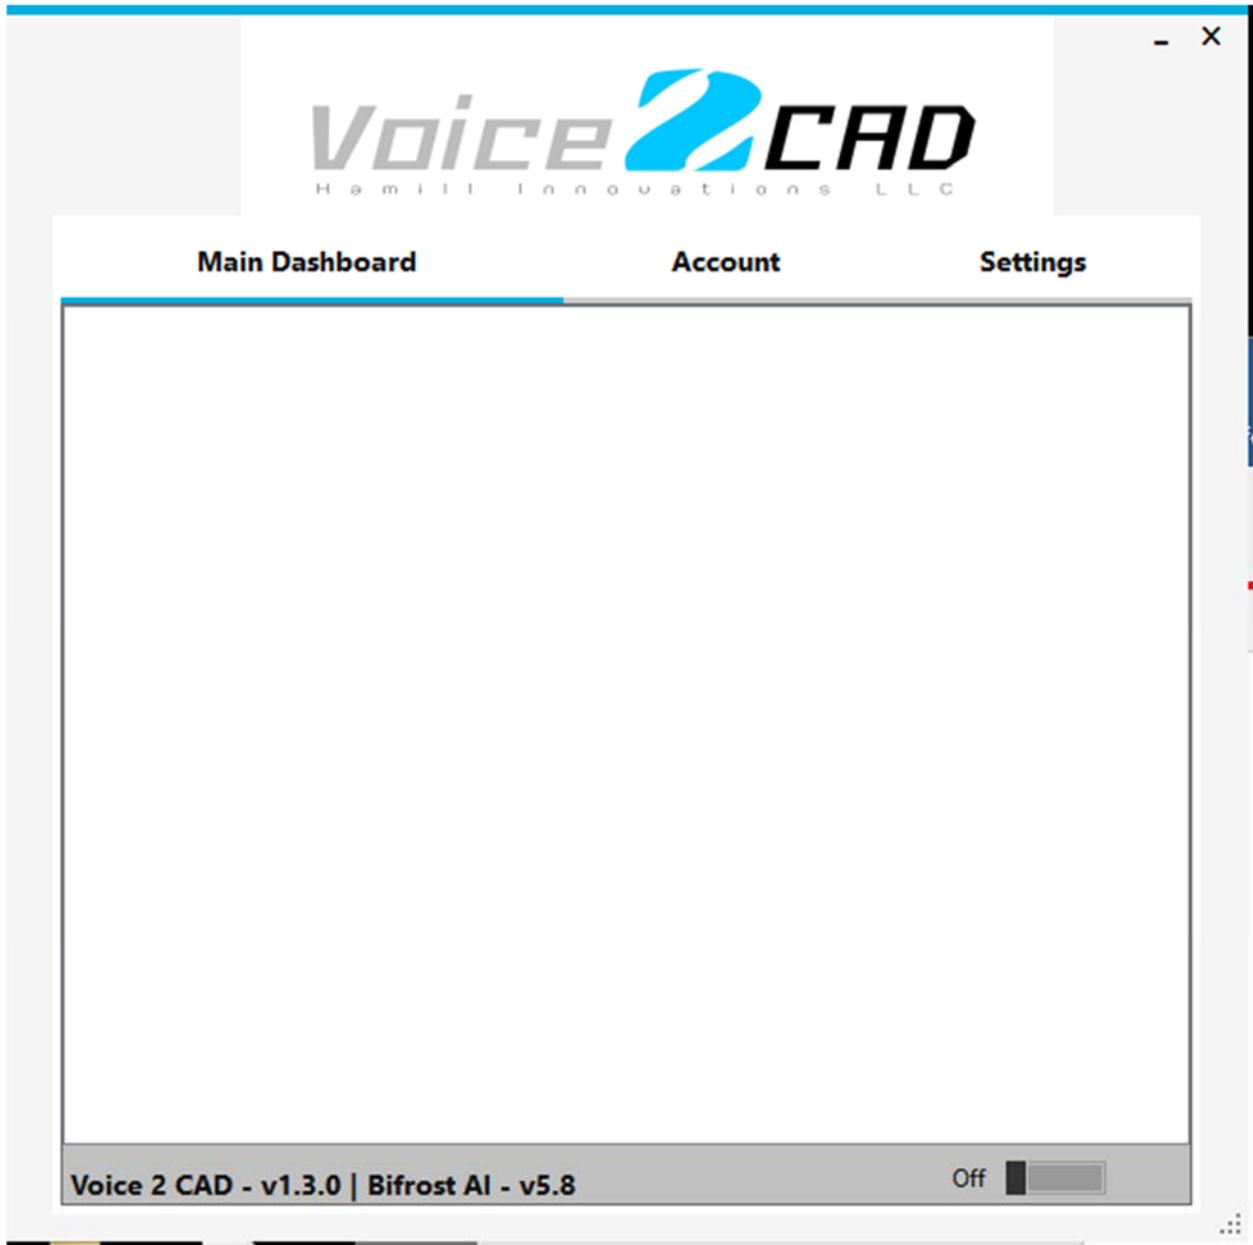 Voice2CAD
Hamill Innovations LLC
Main Dashboard Account Settings
Voice 2 CAD - v1.3.0 | Bifrost AI - v5.8 Off